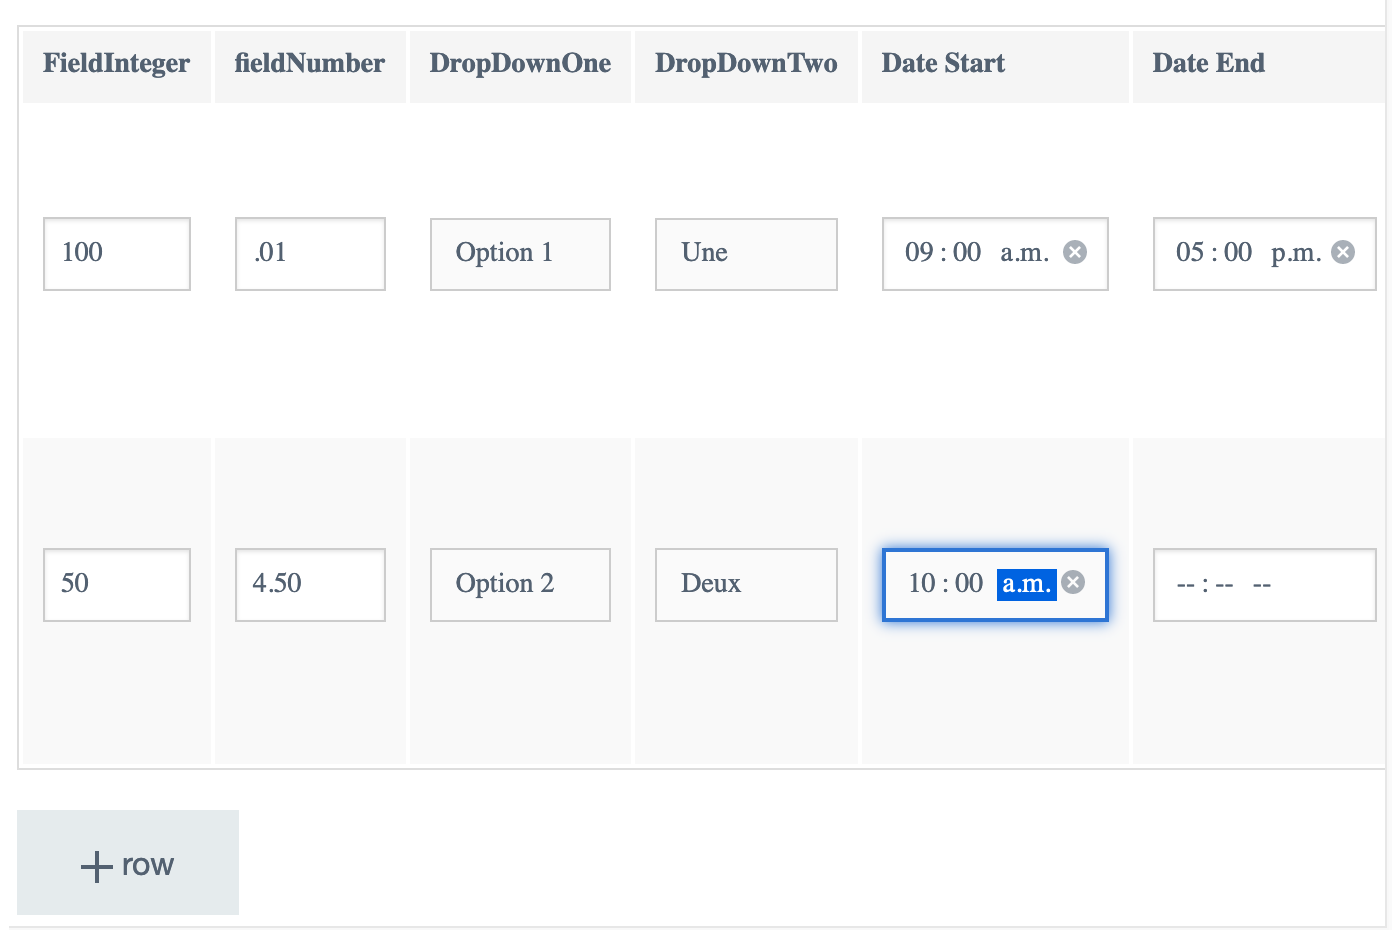 FieldInteger fieldNumber DropDownOne DropDownTwo Date Start Date End
100 .01 Option 1 Une 09 : 00 a.m. 05 : 00 p.m.
50 4.50 Option 2 Deux 10 : 00 a.m. -- : -- --
+ row